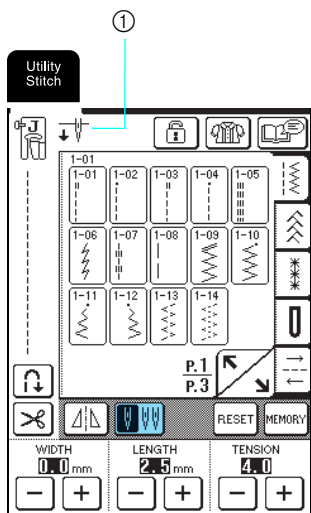 ①
Utility
Stitch
J
1-01
1-01 1-02 1-03 1-04 1-05
1-06 1-07 1-08 1-09 1-10
1-11 1-12 1-13 1-14
P.1
P.3
RESET MEMORY
WIDTH LENGTH TENSION
0.0 mm 2.5 mm 4.0
− + − + − +